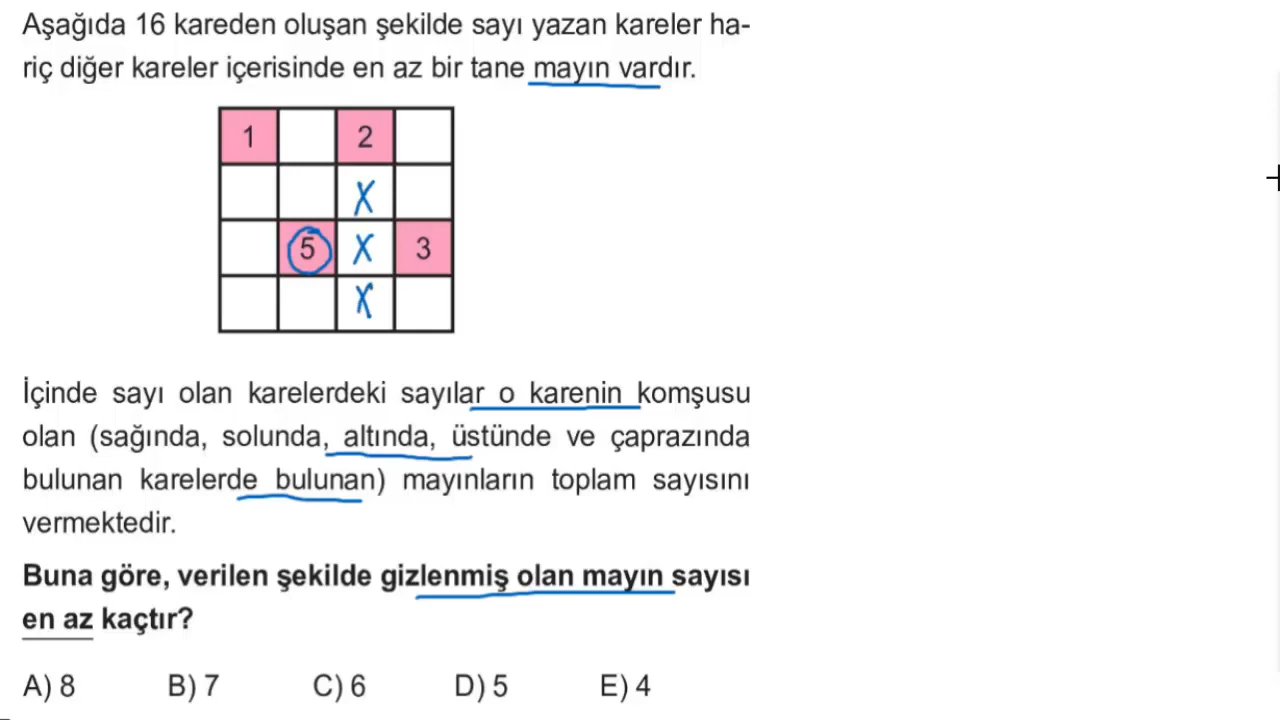 Aşağıda 16 kareden oluşan şekilde sayı yazan kareler ha-
riç diğer kareler içerisinde en az bir tane mayın vardır.
1 2
X
5 X 3
X
İçinde sayı olan karelerdeki sayılar o karenin komşusu
olan (sağında, solunda, altında, üstünde ve çaprazında
bulunan karelerde bulunan) mayınların toplam sayısını
vermektedir.
Buna göre, verilen şekilde gizlenmiş olan mayın sayısı
en az kaçtır?
A) 8 B) 7 C) 6 D) 5 E) 4